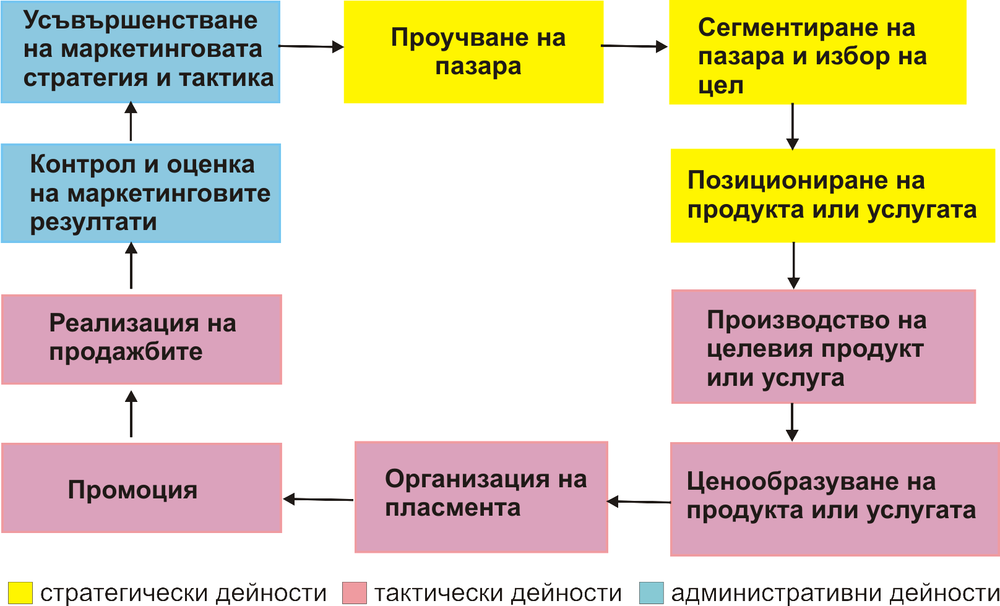 Усъвършенстване
на маркетинговата
стратегия и тактика
Проучване на
пазара
Сегментиране на
пазара и избор на
цел
Позициониране на
продукта или услугата
Производство на
целевия продукт
или услуга
Ценообразуване на
продукта или услугата
Организация на
пласмента
Промоция
Реализация на
продажбите
Контрол и оценка
на маркетинговите
резултати
стратегически дейности
тактически дейности
административни дейности